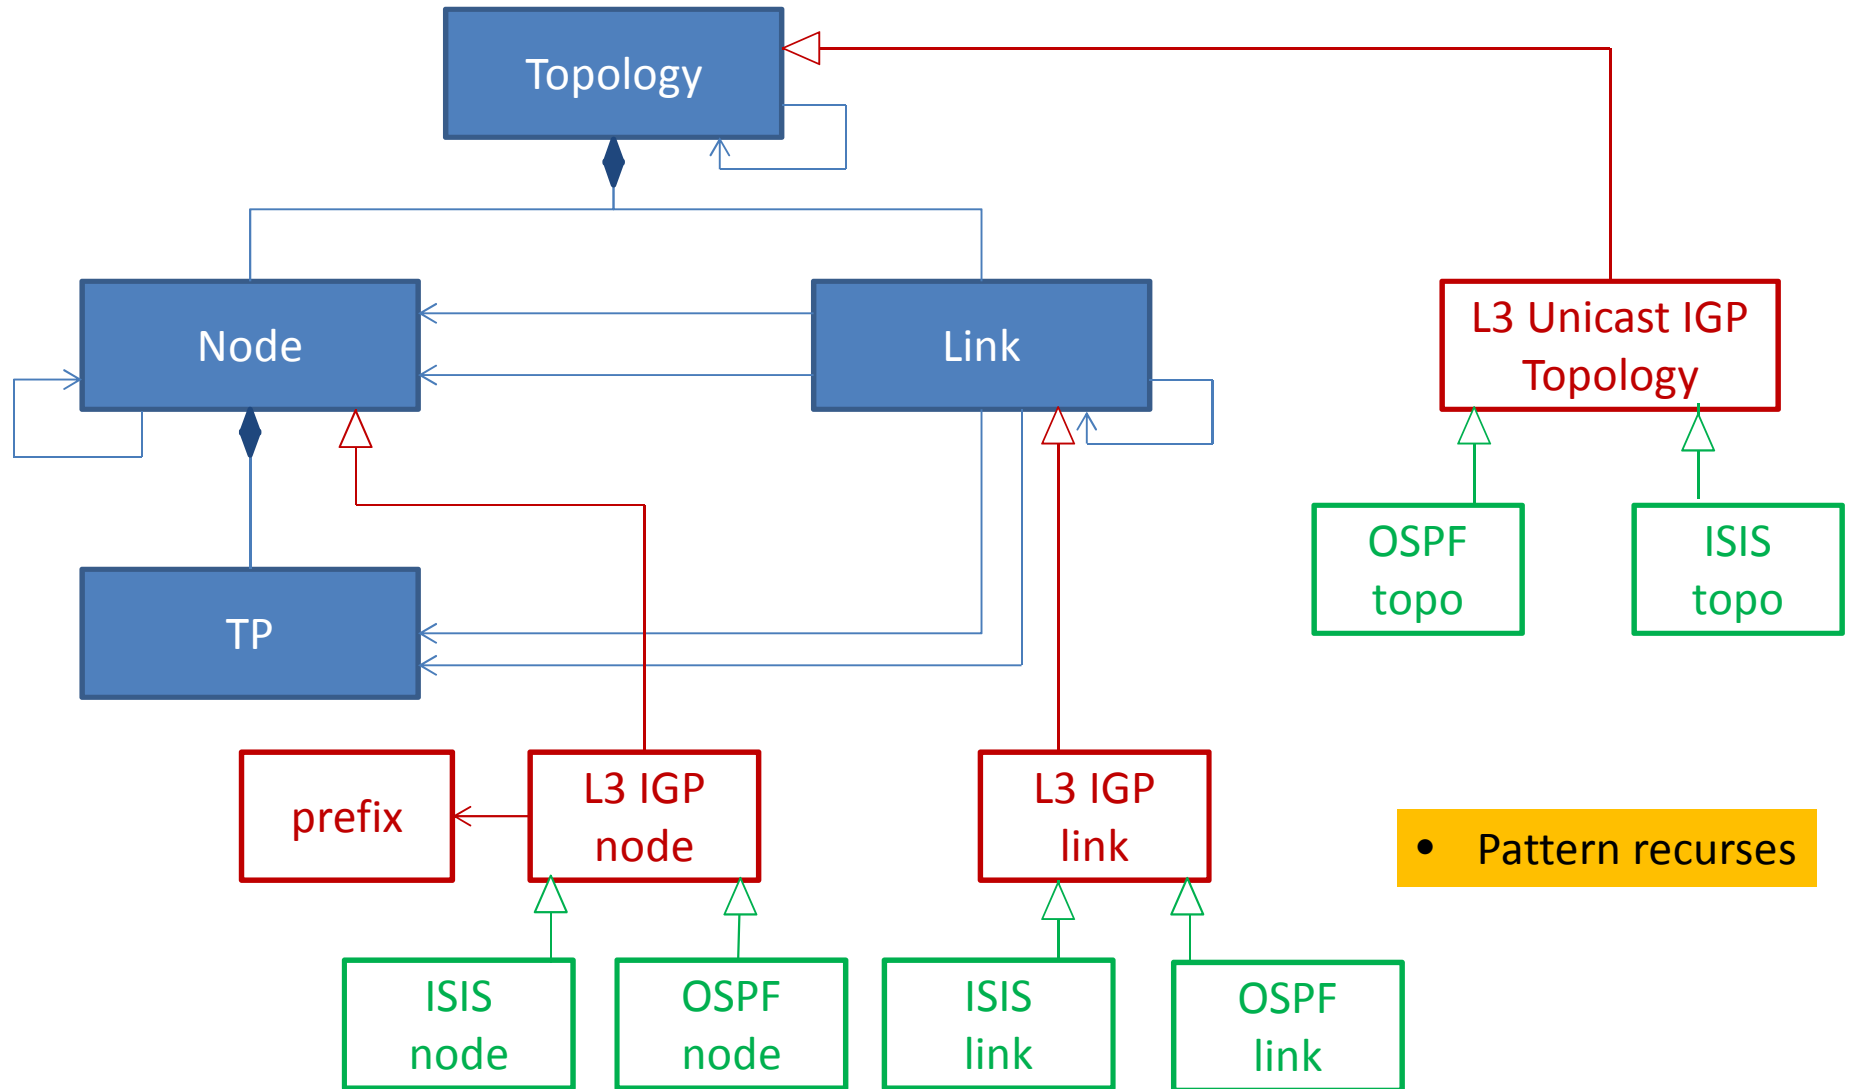 Topology
Node
Link
L3 Unicast IGP
Topology
OSPF
topo
ISIS
topo
TP
prefix
L3 IGP
node
L3 IGP
link
• Pattern recurses
ISIS
node
OSPF
node
ISIS
link
OSPF
link